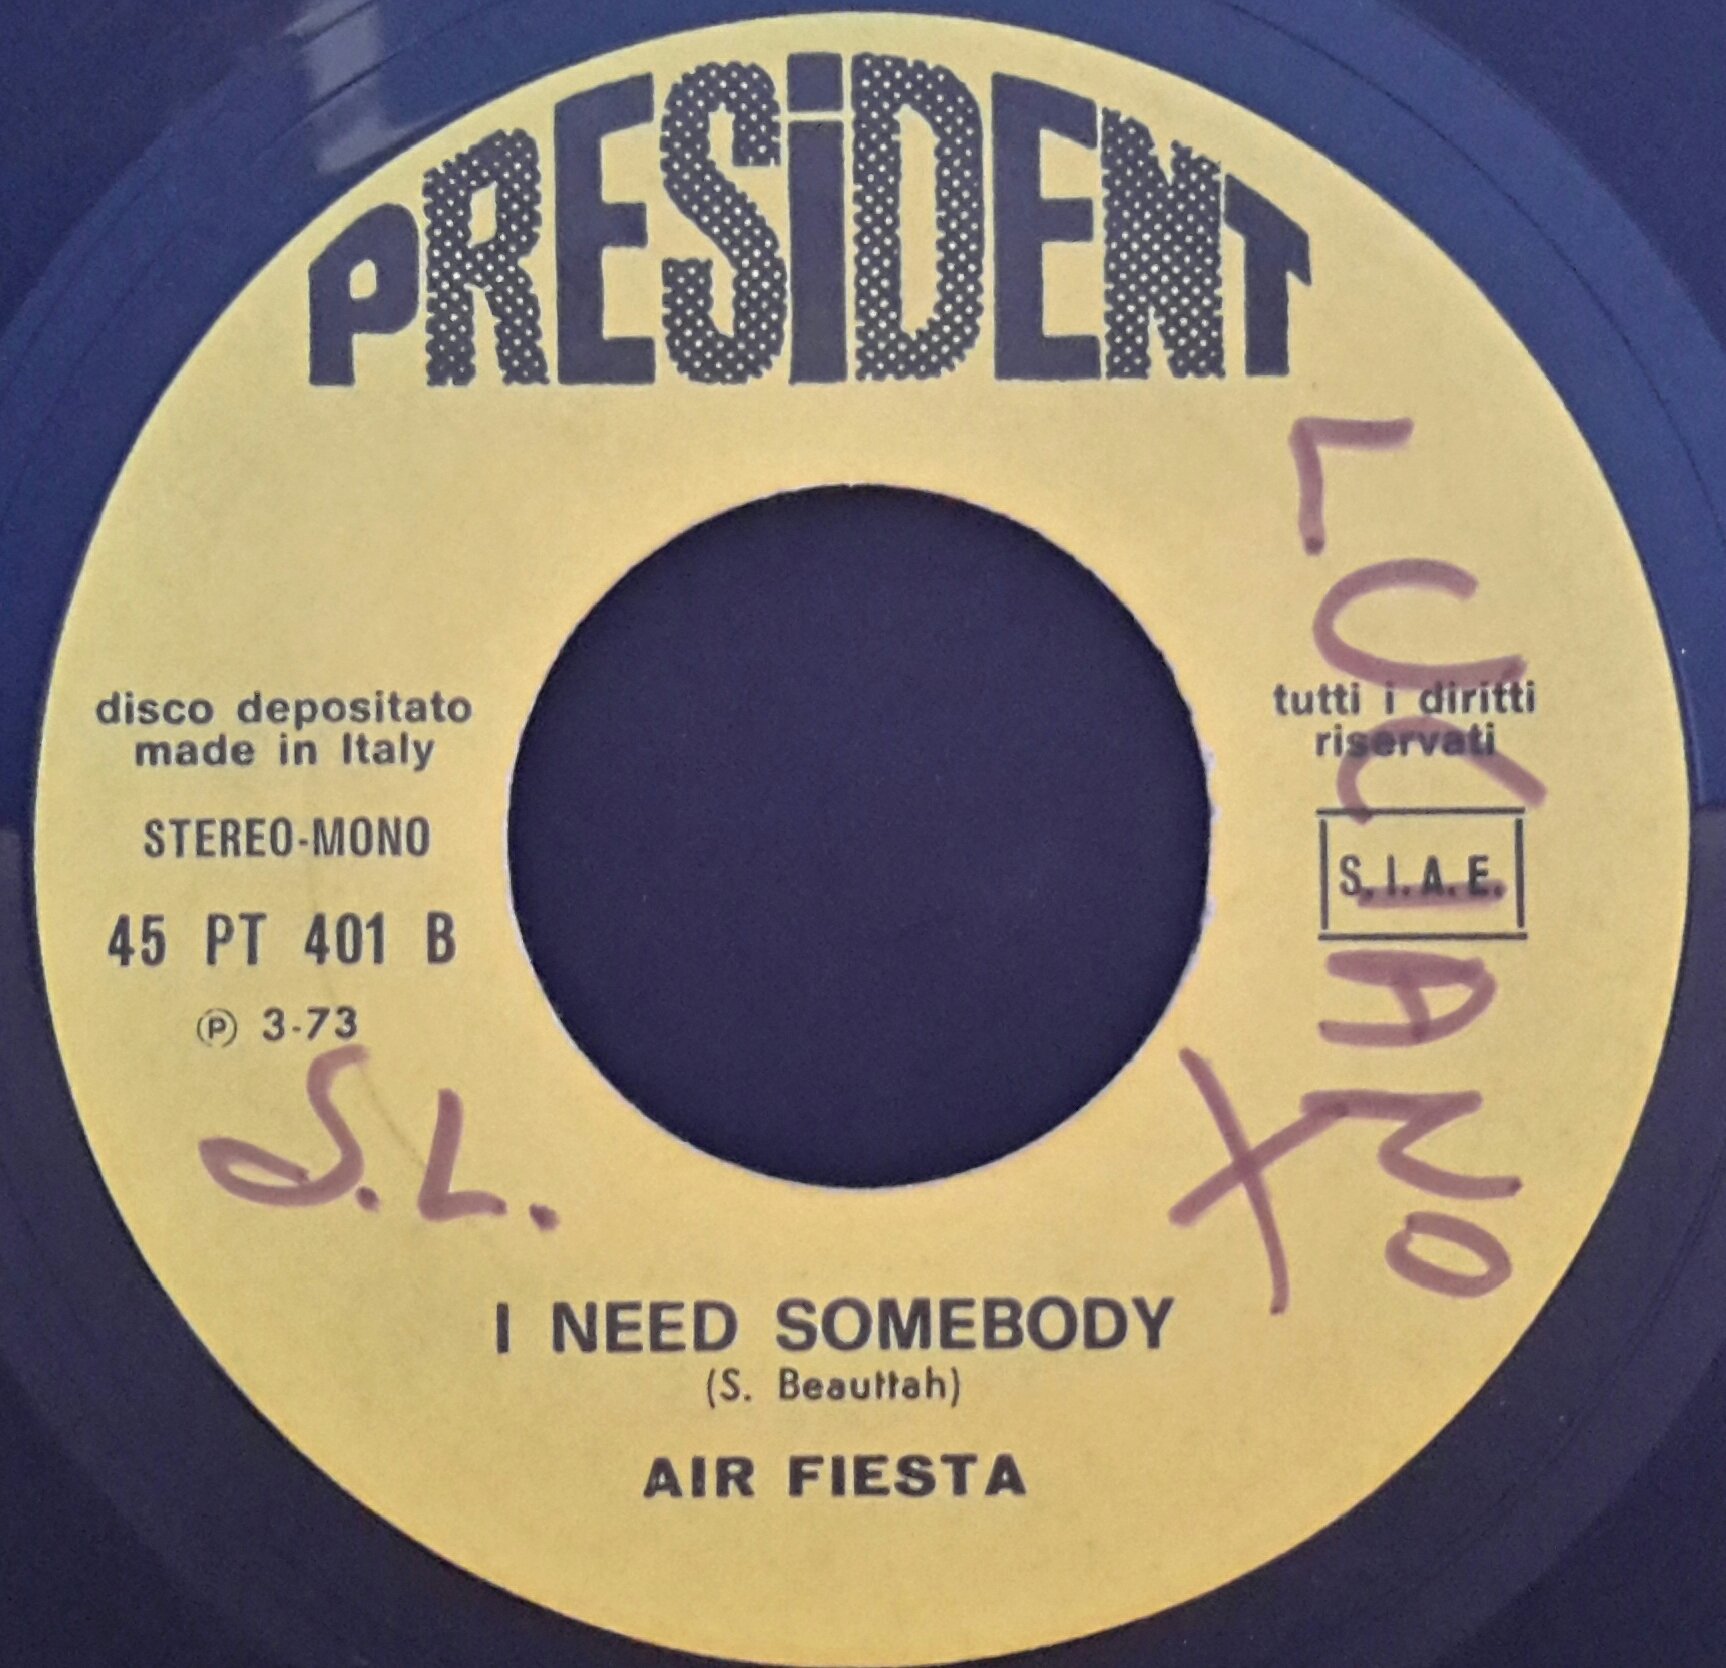 PRESiDENT
disco depositato
made in Italy
STEREO-MONO
45 PT 401 B
℗ 3-73
S.L.
tutti i diritti
riservati
S.I.A.E.
LUCIANO
X
I NEED SOMEBODY
(S. Beauttah)
AIR FIESTA